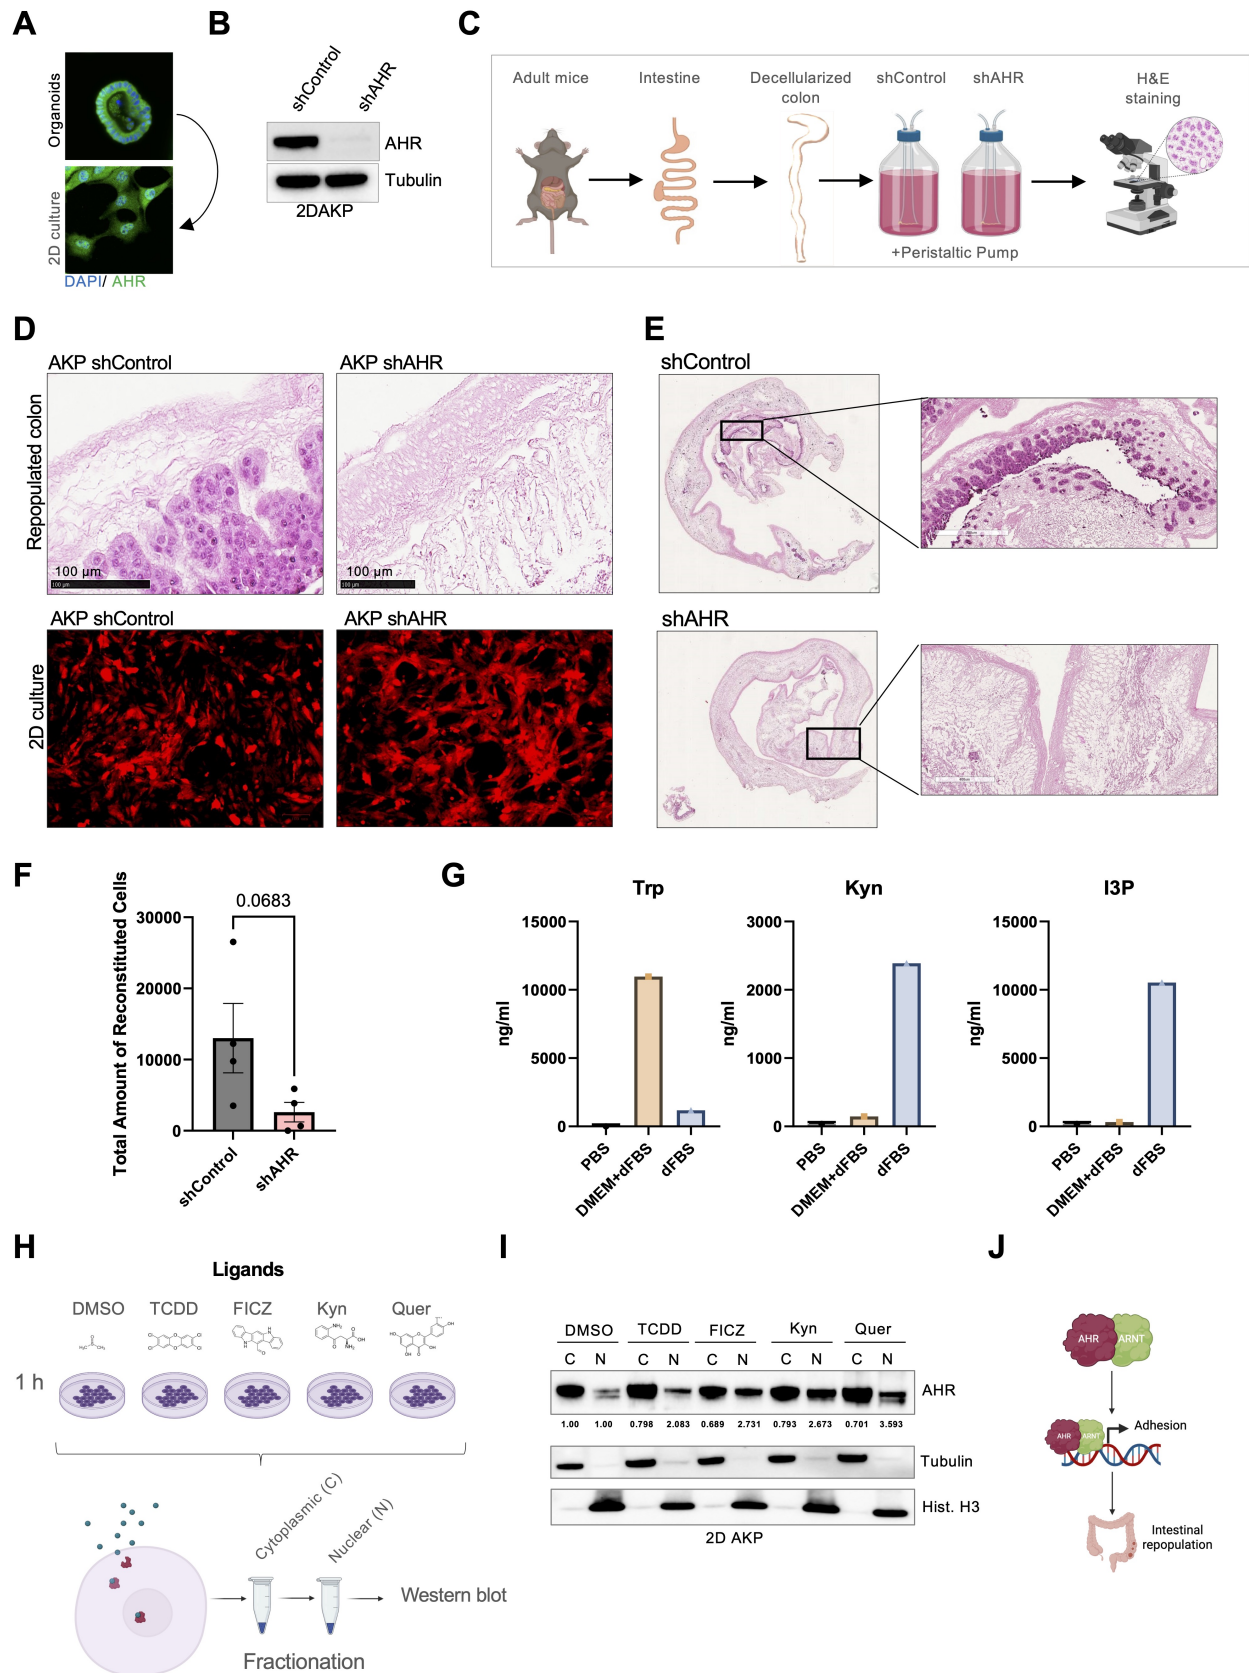 A
B
C
Organoids
2D culture
DAPI/ AHR
shControl
shAHR
AHR
Tubulin
2DAKP
Adult mice
Intestine
Decellularized
colon
shControl
shAHR
H&E
staining
+Peristaltic Pump
D
E
AKP shControl
AKP shAHR
Repopulated colon
100 µm
100 µm
100 µm
100 µm
AKP shControl
AKP shAHR
2D culture
shControl
shAHR
F
G
Total Amount of Reconstituted Cells
30000
20000
10000
0
0.0683
shControl
shAHR
Trp
ng/ml
15000
10000
5000
0
PBS
DMEM+dFBS
dFBS
Kyn
ng/ml
3000
2000
1000
0
PBS
DMEM+dFBS
dFBS
I3P
ng/ml
15000
10000
5000
0
PBS
DMEM+dFBS
dFBS
H
I
J
Ligands
DMSO TCDD FICZ Kyn Quer
1 h
Cytoplasmic (C)
Nuclear (N)
Western blot
Fractionation
DMSO TCDD FICZ Kyn Quer
C N C N C N C N C N
AHR
1.00 1.00 0.798 2.083 0.689 2.731 0.793 2.673 0.701 3.593
Tubulin
Hist. H3
2D AKP
AHR ARNT
Adhesion
AHR ARNT
Intestinal
repopulation